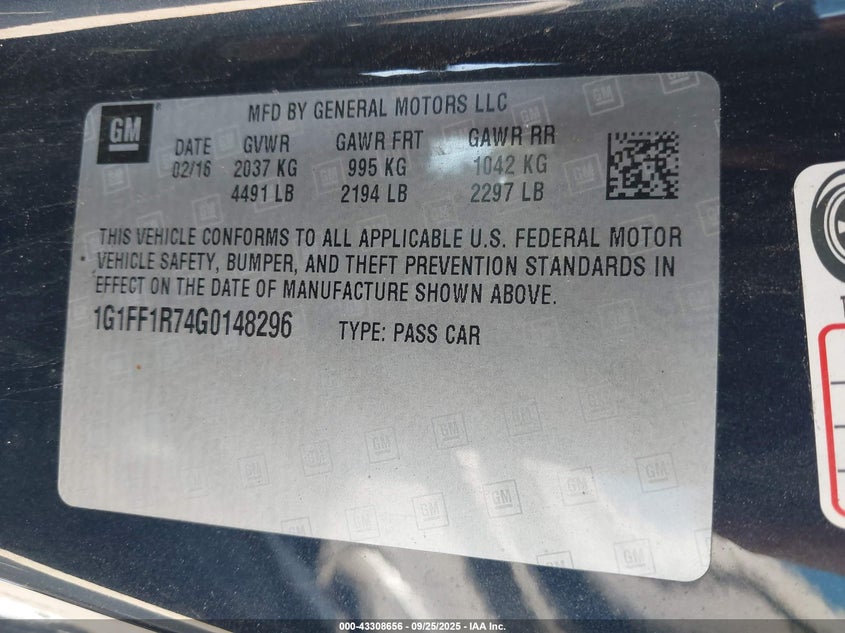 GM
MFD BY GENERAL MOTORS LLC
DATE GVWR GAWR FRT GAWR RR
02/16 2037 KG 995 KG 1042 KG
4491 LB 2194 LB 2297 LB
THIS VEHICLE CONFORMS TO ALL APPLICABLE U.S. FEDERAL MOTOR
VEHICLE SAFETY, BUMPER, AND THEFT PREVENTION STANDARDS IN
EFFECT ON THE DATE OF MANUFACTURE SHOWN ABOVE.
1G1FF1R74G0148296 TYPE: PASS CAR
000-43308656 - 09/25/2025 - IAA Inc.